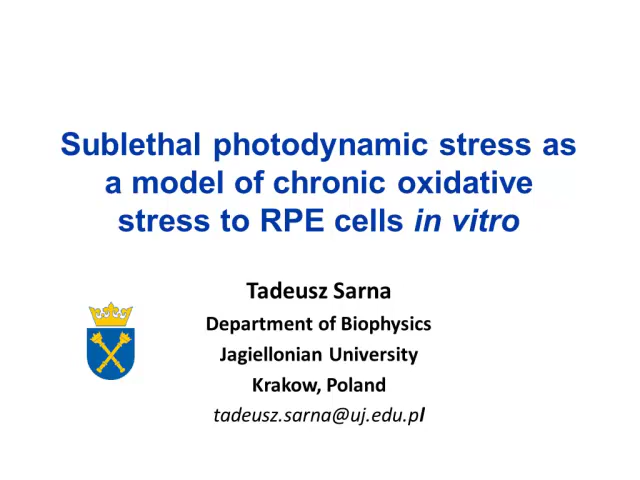 Sublethal photodynamic stress as
a model of chronic oxidative
stress to RPE cells in vitro
Tadeusz Sarna
Department of Biophysics
Jagiellonian University
Krakow, Poland
tadeusz.sarna@uj.edu.pl